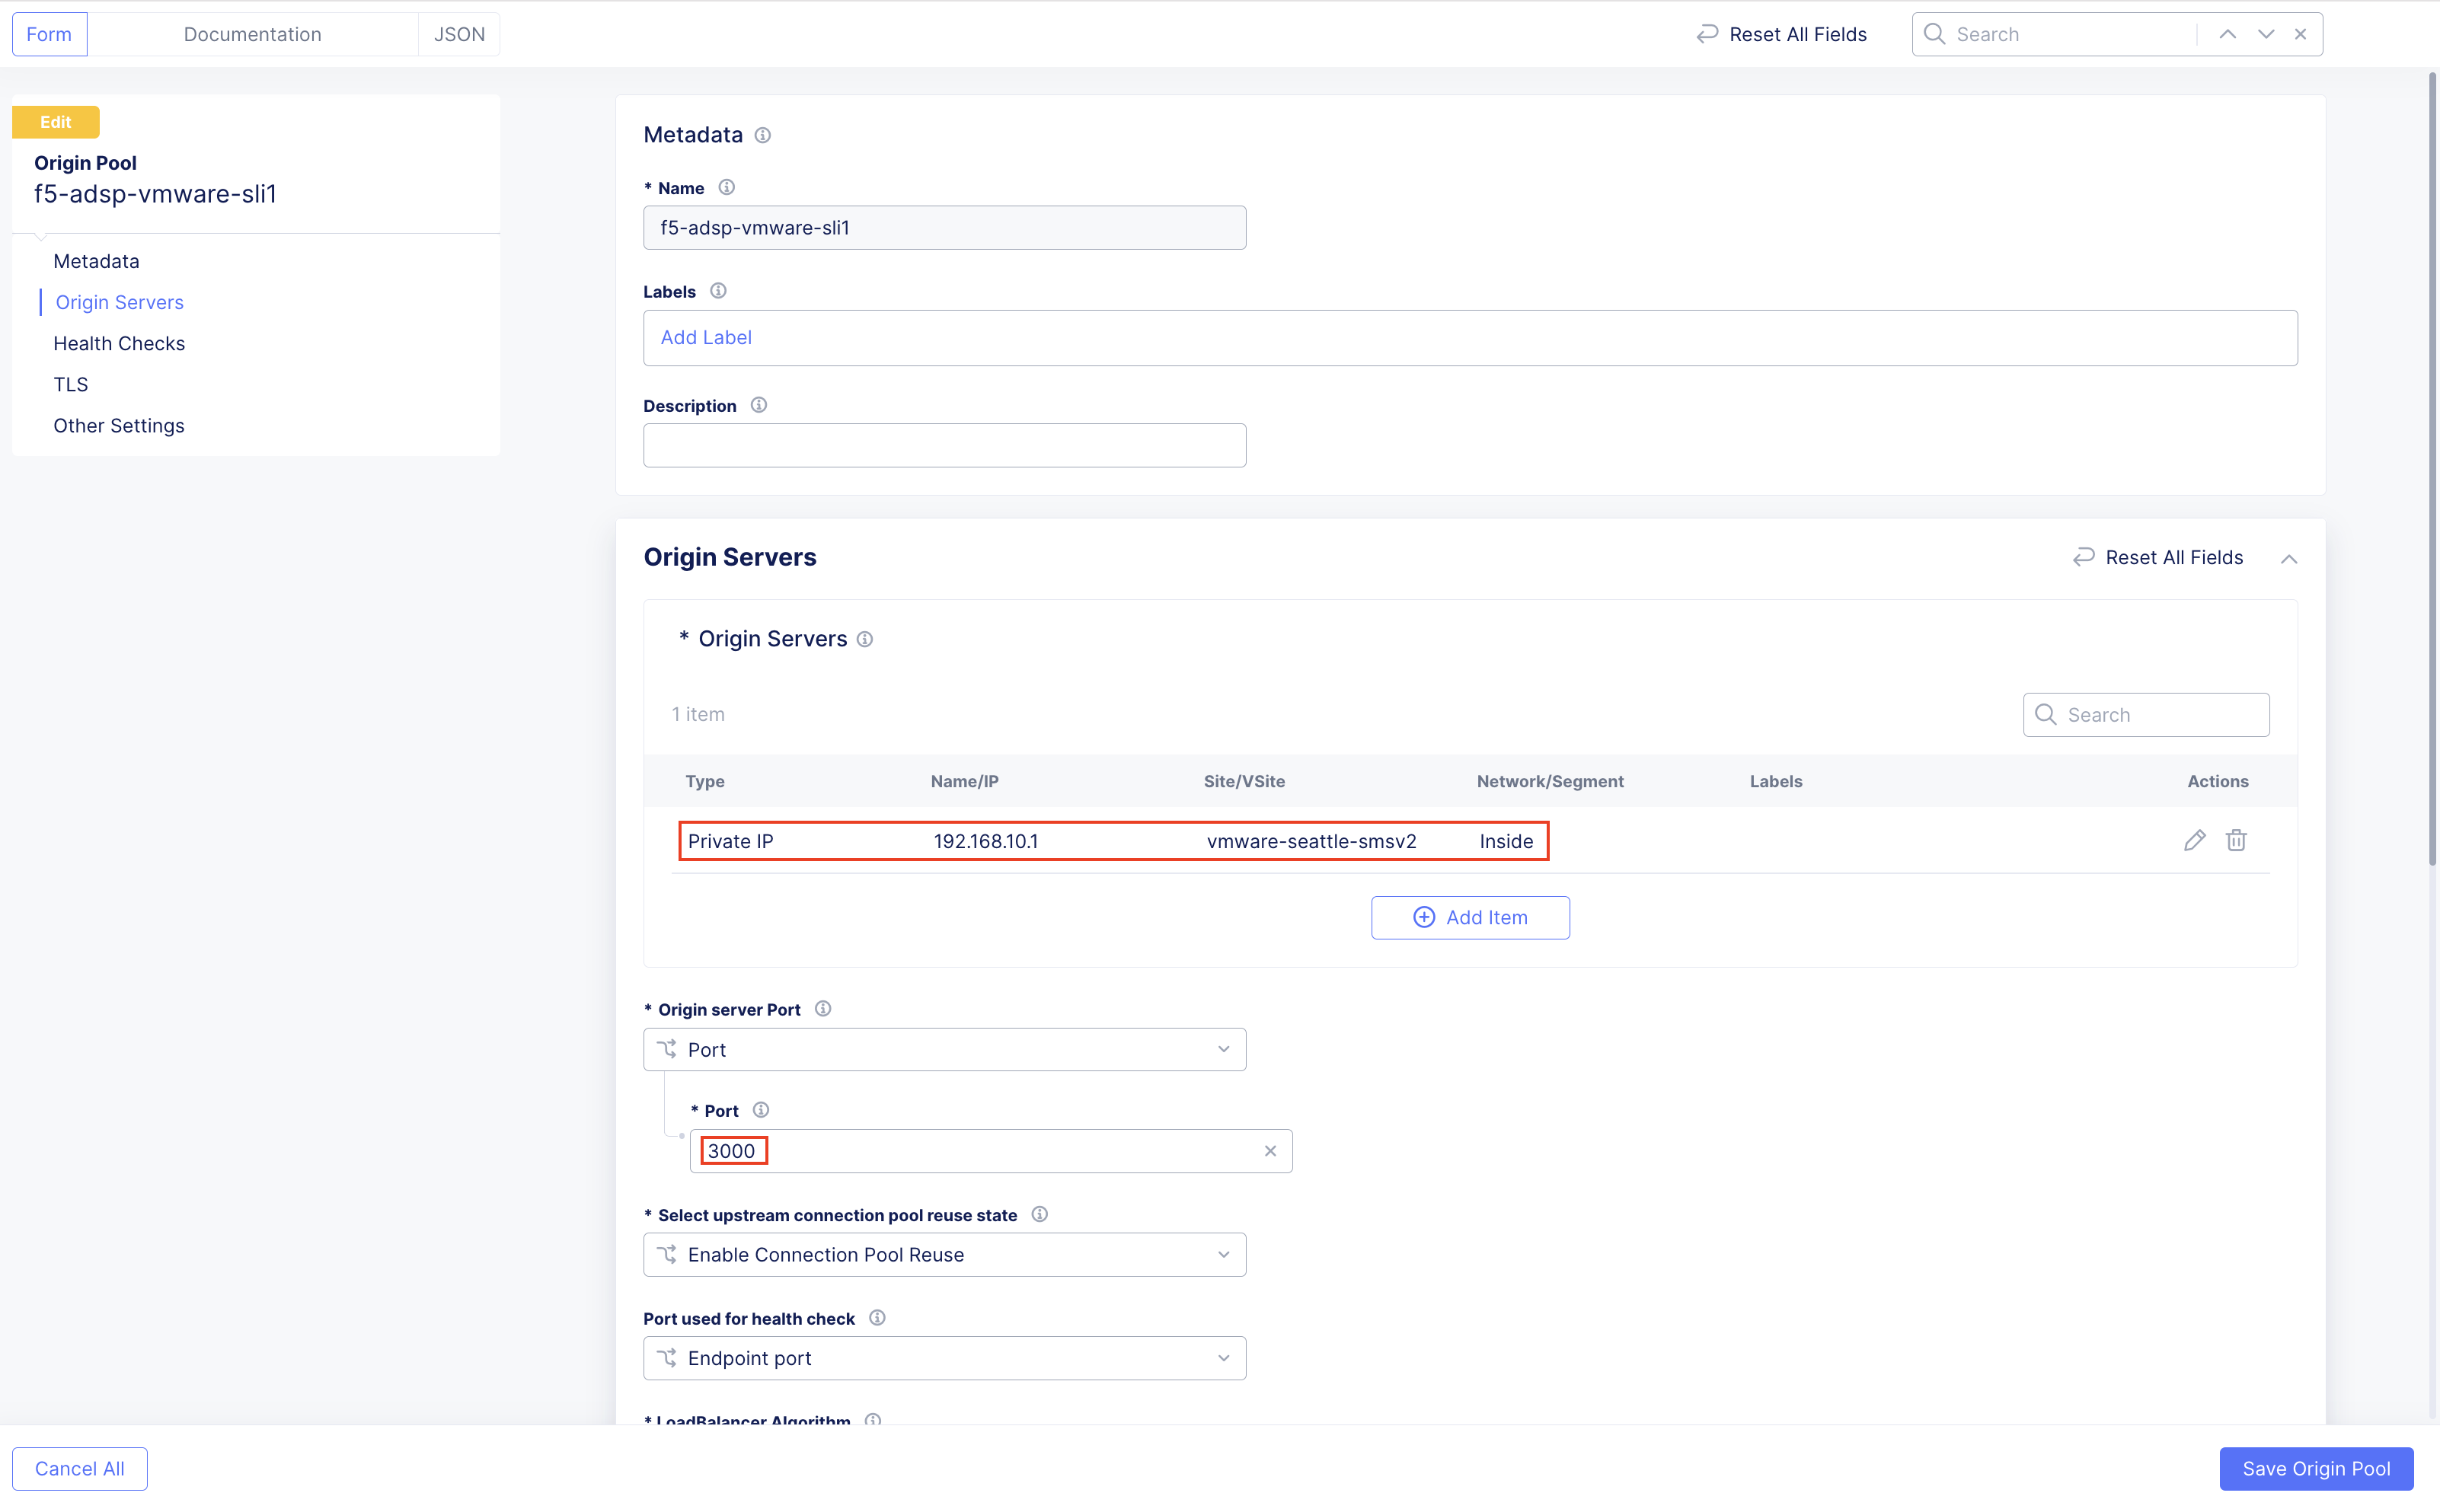 Form
Documentation
JSON
Reset All Fields
Search
Edit
Origin Pool
f5-adsp-vmware-sli1
Metadata
Origin Servers
Health Checks
TLS
Other Settings
Metadata
* Name
f5-adsp-vmware-sli1
Labels
Add Label
Description
Origin Servers
Reset All Fields
* Origin Servers
1 item
Search
Type Name/IP Site/VSite Network/Segment Labels Actions
Private IP 192.168.10.1 vmware-seattle-smsv2 Inside
Add Item
* Origin server Port
Port
* Port
3000
* Select upstream connection pool reuse state
Enable Connection Pool Reuse
Port used for health check
Endpoint port
* LoadBalancer Algorithm
Cancel All
Save Origin Pool